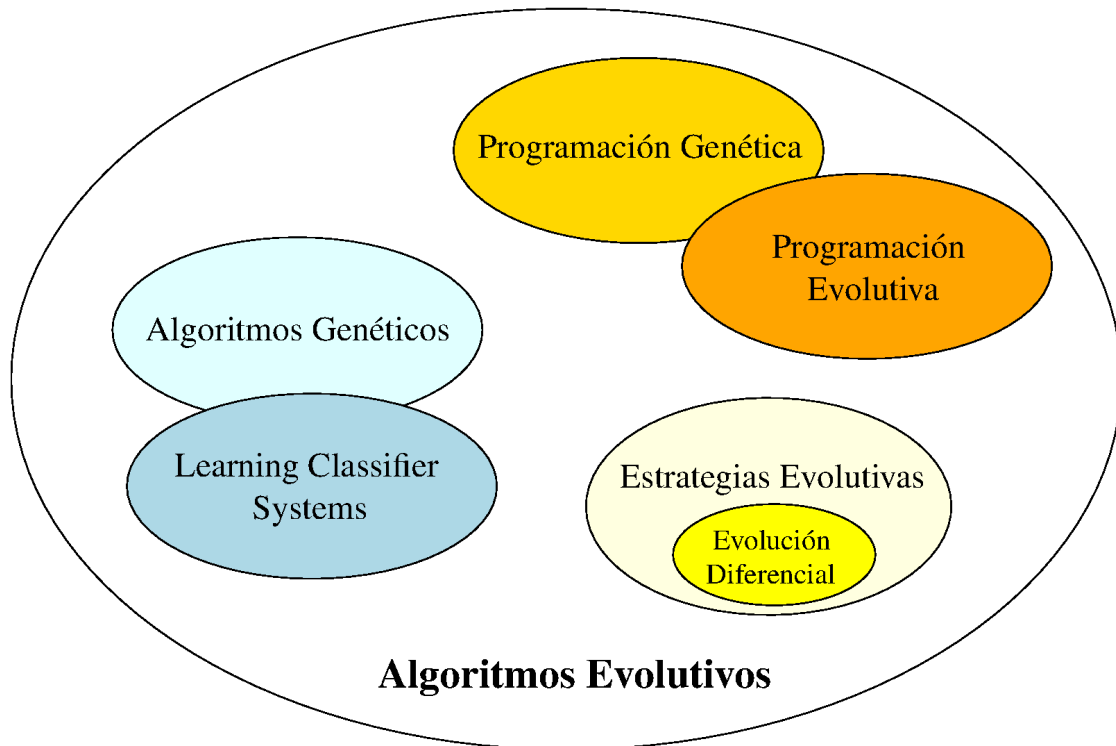 Programación Genética
Programación
Evolutiva
Algoritmos Genéticos
Learning Classifier
Systems
Estrategias Evolutivas
Evolución
Diferencial
Algoritmos Evolutivos